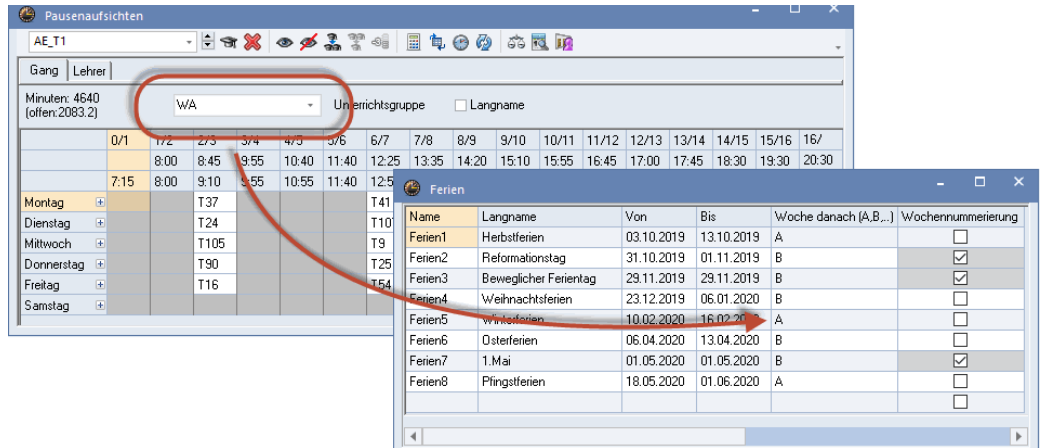 Pausenaufsichten
AE_T1
Gang Lehrer
Minuten: 4640
(offen:2083.2)
WA Unterrichtsgruppe Langname
0/1 1/2 2/3 3/4 4/5 5/6 6/7 7/8 8/9 9/10 10/11 11/12 12/13 13/14 14/15 15/16 16/
8:00 8:45 9:55 10:40 11:40 12:25 13:35 14:20 15:10 15:55 16:45 17:00 17:45 18:30 19:30 20:30
7:15 8:00 9:10 9:55 10:55 11:40
Montag T37 T41
Dienstag T24
Mittwoch T105 T9
Donnerstag T90 T25
Freitag T16 T54
Samstag
Ferien
Name Langname Von Bis Woche danach (A,B,..) Wochennummerierung
Ferien1 Herbstferien 03.10.2019 13.10.2019 A
Ferien2 Reformationstag 31.10.2019 01.11.2019 B
Ferien3 Beweglicher Ferientag 29.11.2019 29.11.2019 B
Ferien4 Weihnachtsferien 23.12.2019 06.01.2020 B
Ferien5 Winterferien 10.02.2020 16.02.2020 A
Ferien6 Osterferien 06.04.2020 13.04.2020 B
Ferien7 1.Mai 01.05.2020 01.05.2020 B
Ferien8 Pfingstferien 18.05.2020 01.06.2020 A